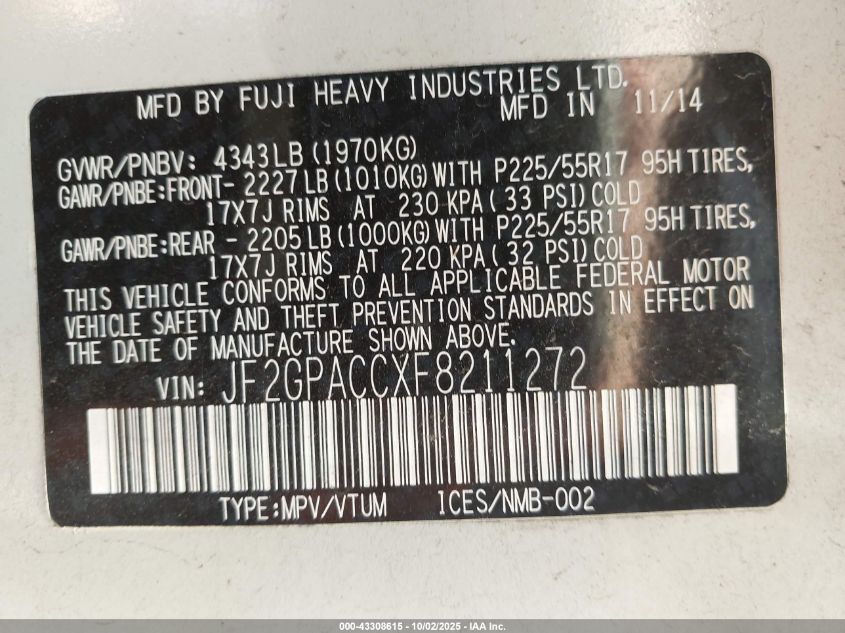 MFD BY FUJI HEAVY INDUSTRIES LTD.
MFD IN 11/14
GVWR/PNBV: 4343LB (1970KG)
GAWR/PNBE:FRONT- 2227LB (1010KG)WITH P225/55R17 95H TIRES,
17X7J RIMS AT 230 KPA( 33 PSI)COLD
GAWR/PNBE:REAR - 2205LB(1000KG)WITH P225/55R17 95H TIRES,
17X7J RIMS AT 220 KPA( 32 PSI)COLD
THIS VEHICLE CONFORMS TO ALL APPLICABLE FEDERAL MOTOR
VEHICLE SAFETY AND THEFT PREVENTION STANDARDS IN EFFECT ON
THE DATE OF MANUFACTURE SHOWN ABOVE.
VIN: JF2GPACCXF8211272
TYPE:MPV/VTUM ICES/NMB-002
000-43308615 - 10/02/2025 - IAA Inc.